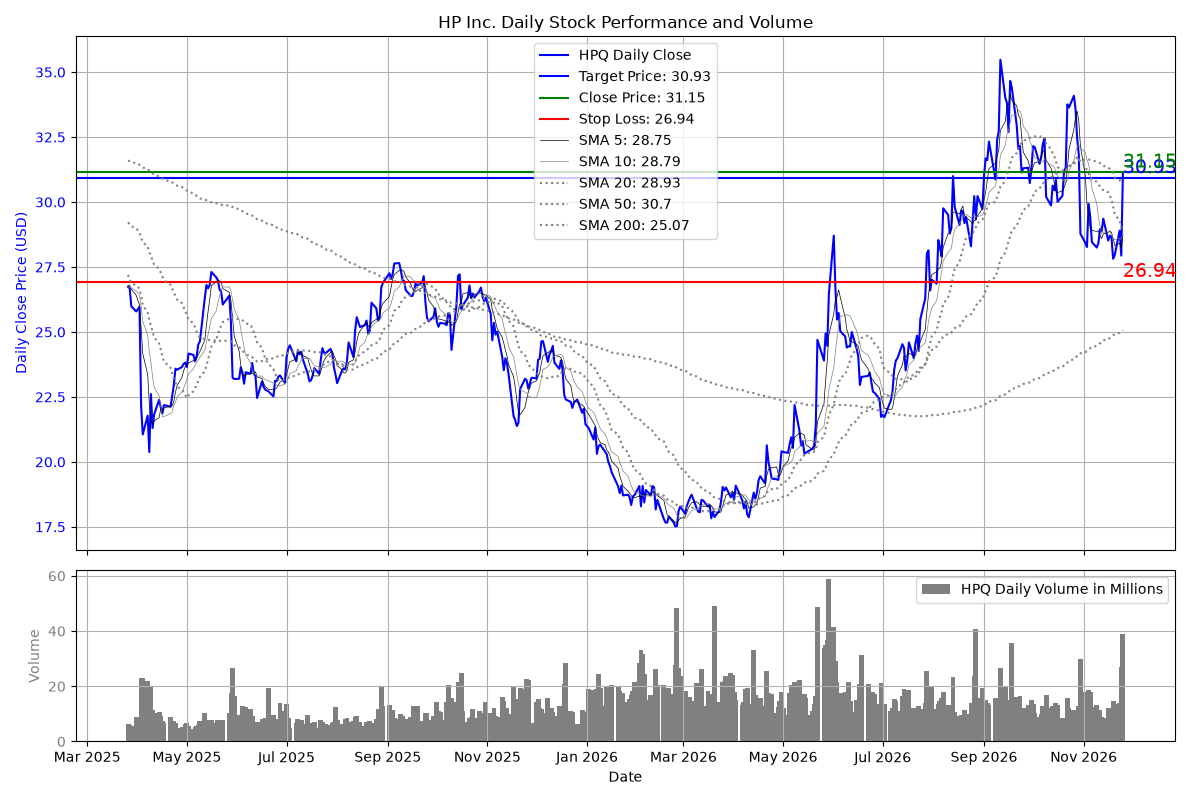 HP Inc. Daily Stock Performance and Volume
Daily Close Price (USD)
35.0
32.5
30.0
27.5
25.0
22.5
20.0
17.5
HPQ Daily Close
Target Price: 30.93
Close Price: 31.15
Stop Loss: 26.94
SMA 5: 28.75
SMA 10: 28.79
SMA 20: 28.93
SMA 50: 30.7
SMA 200: 25.07
31.15
30.93
26.94
Volume
60
40
20
0
HPQ Daily Volume in Millions
Mar 2025 May 2025 Jul 2025 Sep 2025 Nov 2025 Jan 2026 Mar 2026 May 2026 Jul 2026 Sep 2026 Nov 2026
Date